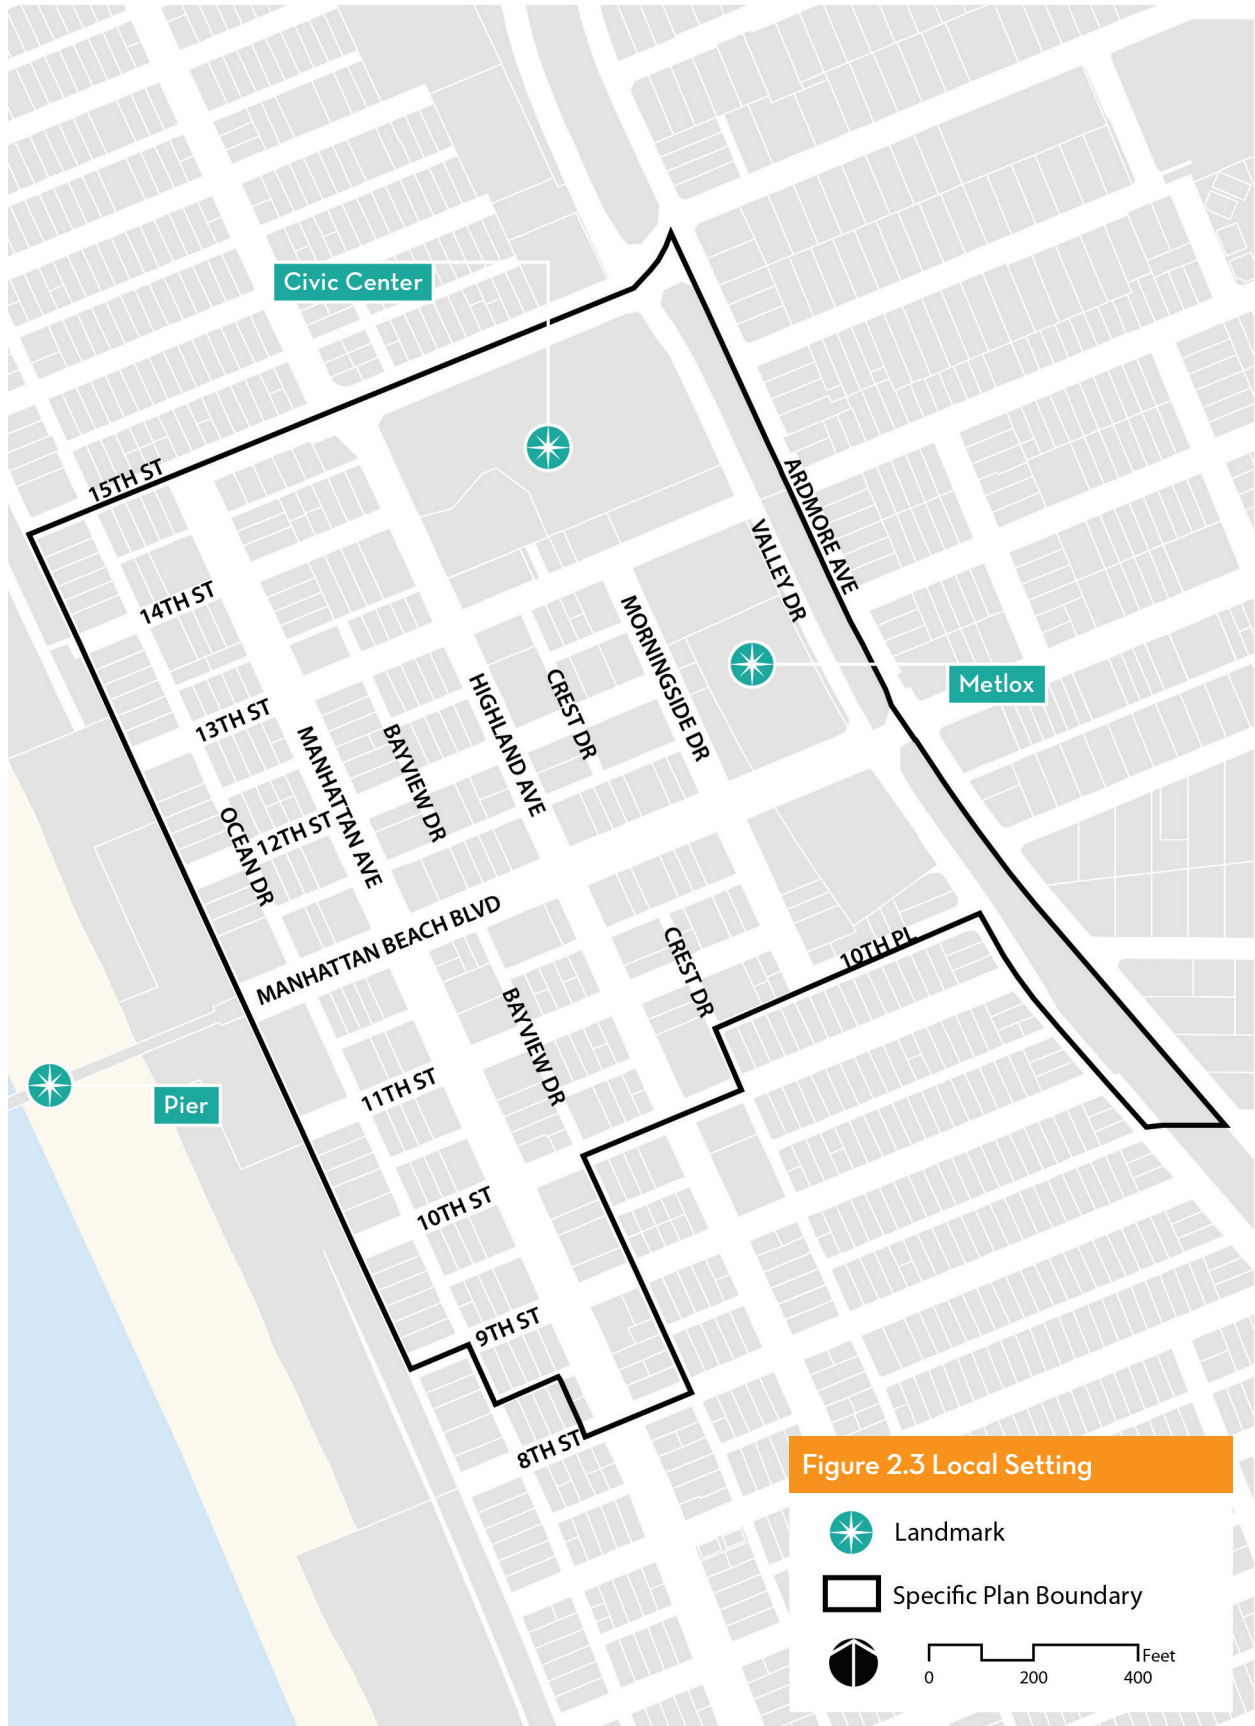 Civic Center
15TH ST
ARDMORE AVE
VALLEY DR
14TH ST
MORNINGSIDE DR
Metlox
CREST DR
HIGHLAND AVE
13TH ST
BAYVIEW DR
MANHATTAN AVE
OCEAN DR
12TH ST
MANHATTAN BEACH BLVD
CREST DR
10TH PL
BAYVIEW DR
11TH ST
Pier
10TH ST
9TH ST
8TH ST
Figure 2.3 Local Setting
Landmark
Specific Plan Boundary
Feet
0 200 400